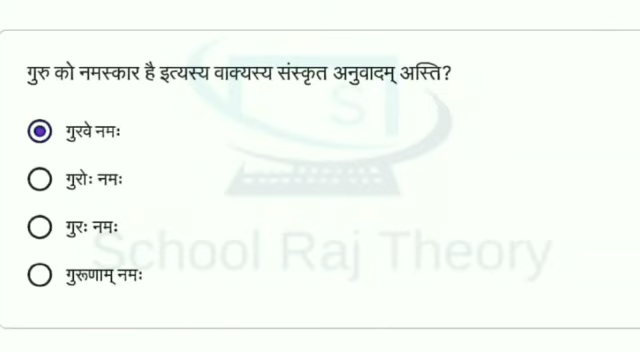 गुरु को नमस्कार है इत्यस्य वाक्यस्य संस्कृत अनुवादम् अस्ति?
गुरवे नमः
गुरोः नमः
गुरः नमः
School Raj Theory
गुरूणाम् नमः